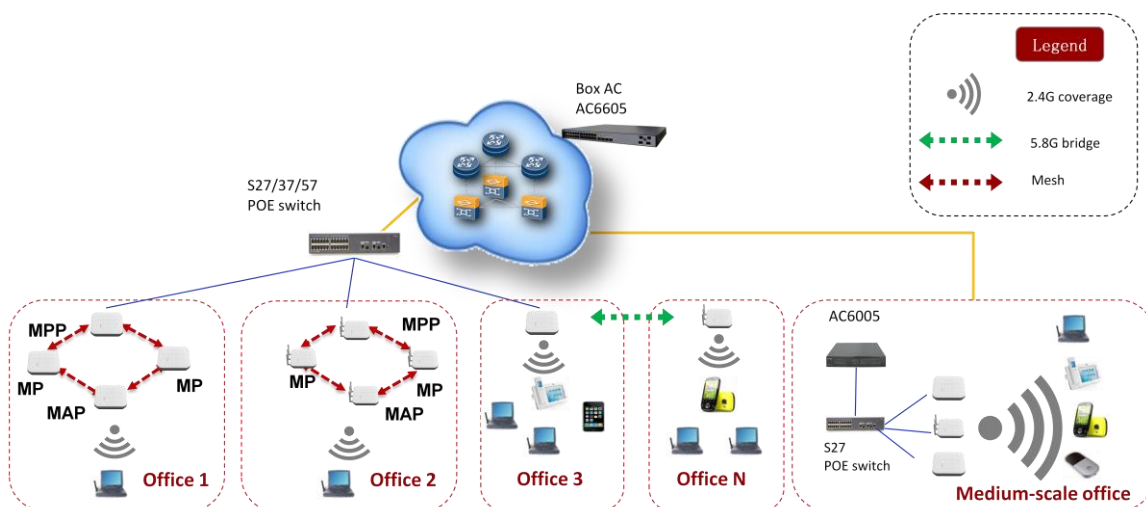 Legend
2.4G coverage
5.8G bridge
Mesh
Box AC
AC6605
S27/37/57
POE switch
MPP
MP
MP
MAP
Office 1
MPP
MP
MP
MAP
Office 2
Office 3
Office N
AC6005
S27
POE switch
Medium-scale office